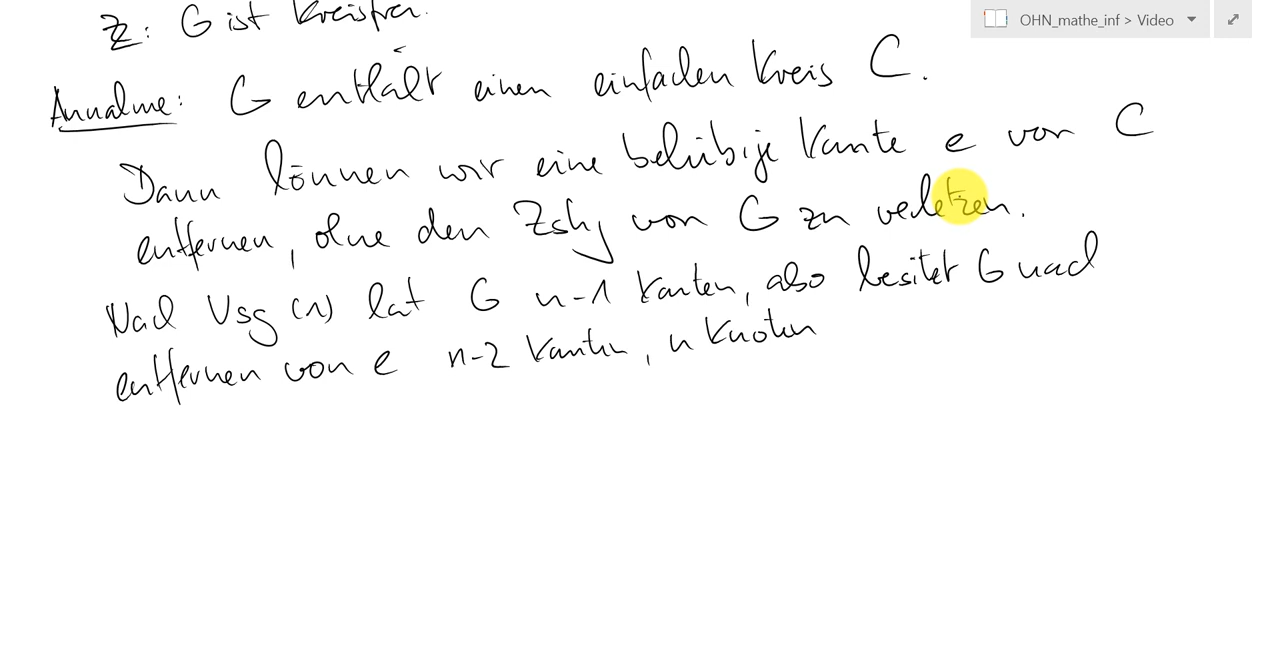 OHN_mathe_inf > Video
Z: G ist kreisfrei.
Annahme: G enthält einen einfachen Kreis C.
Dann können wir eine beliebige Kante e von C
entfernen, ohne den Zshg von G zu verletzen.
Nach Vsg (1) hat G n-1 Kanten, also besitzt G nach
entfernen von e n-2 Kanten, n Knoten